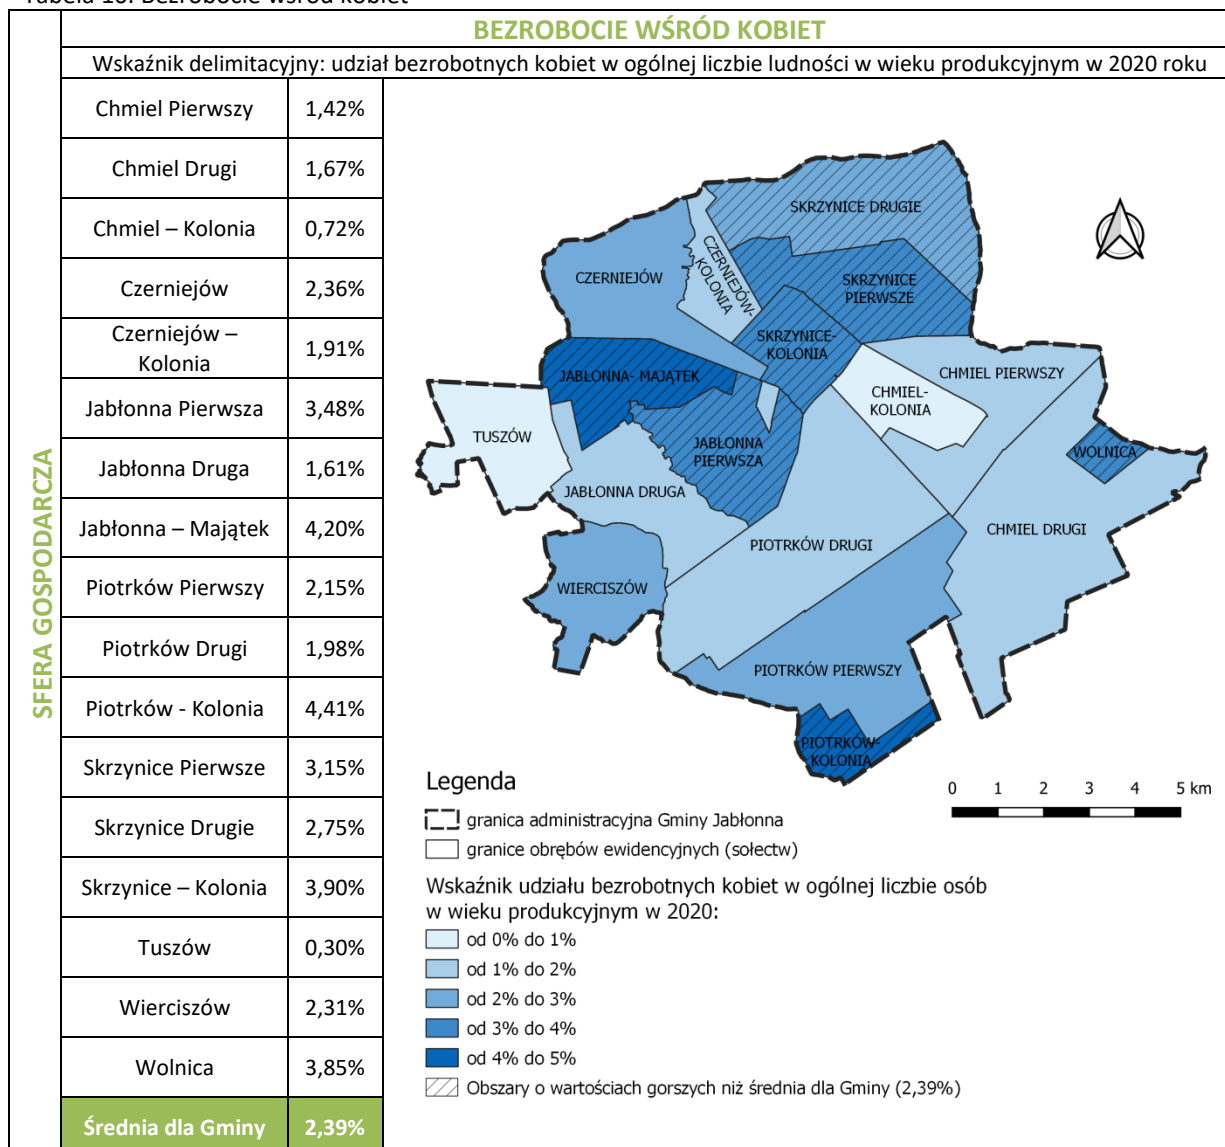 Tabela 10. Bezrobocie wśród kobiet
BEZROBOCIE WŚRÓD KOBIET
Wskaźnik delimitacyjny: udział bezrobotnych kobiet w ogólnej liczbie ludności w wieku produkcyjnym w 2020 roku
SFERA GOSPODARCZA
Chmiel Pierwszy 1,42%
Chmiel Drugi 1,67%
Chmiel – Kolonia 0,72%
Czerniejów 2,36%
Czerniejów –
Kolonia 1,91%
Jabłonna Pierwsza 3,48%
Jabłonna Druga 1,61%
Jabłonna – Majątek 4,20%
Piotrków Pierwszy 2,15%
Piotrków Drugi 1,98%
Piotrków - Kolonia 4,41%
Skrzynice Pierwsze 3,15%
Skrzynice Drugie 2,75%
Skrzynice – Kolonia 3,90%
Tuszów 0,30%
Wierciszów 2,31%
Wolnica 3,85%
Średnia dla Gminy 2,39%
SKRZYNICE DRUGIE
CZERNIEJÓW-
KOLONIA
CZERNIEJÓW
SKRZYNICE
PIERWSZE
SKRZYNICE-
KOLONIA
JABŁONNA- MAJĄTEK
CHMIEL PIERWSZY
CHMIEL-
KOLONIA
TUSZÓW
JABŁONNA
PIERWSZA
WOLNICA
JABŁONNA DRUGA
CHMIEL DRUGI
PIOTRKÓW DRUGI
WIERCISZÓW
PIOTRKÓW PIERWSZY
PIOTRKÓW-
KOLONIA
0 1 2 3 4 5 km
Legenda
granica administracyjna Gminy Jabłonna
granice obrębów ewidencyjnych (sołectw)
Wskaźnik udziału bezrobotnych kobiet w ogólnej liczbie osób
w wieku produkcyjnym w 2020:
od 0% do 1%
od 1% do 2%
od 2% do 3%
od 3% do 4%
od 4% do 5%
Obszary o wartościach gorszych niż średnia dla Gminy (2,39%)